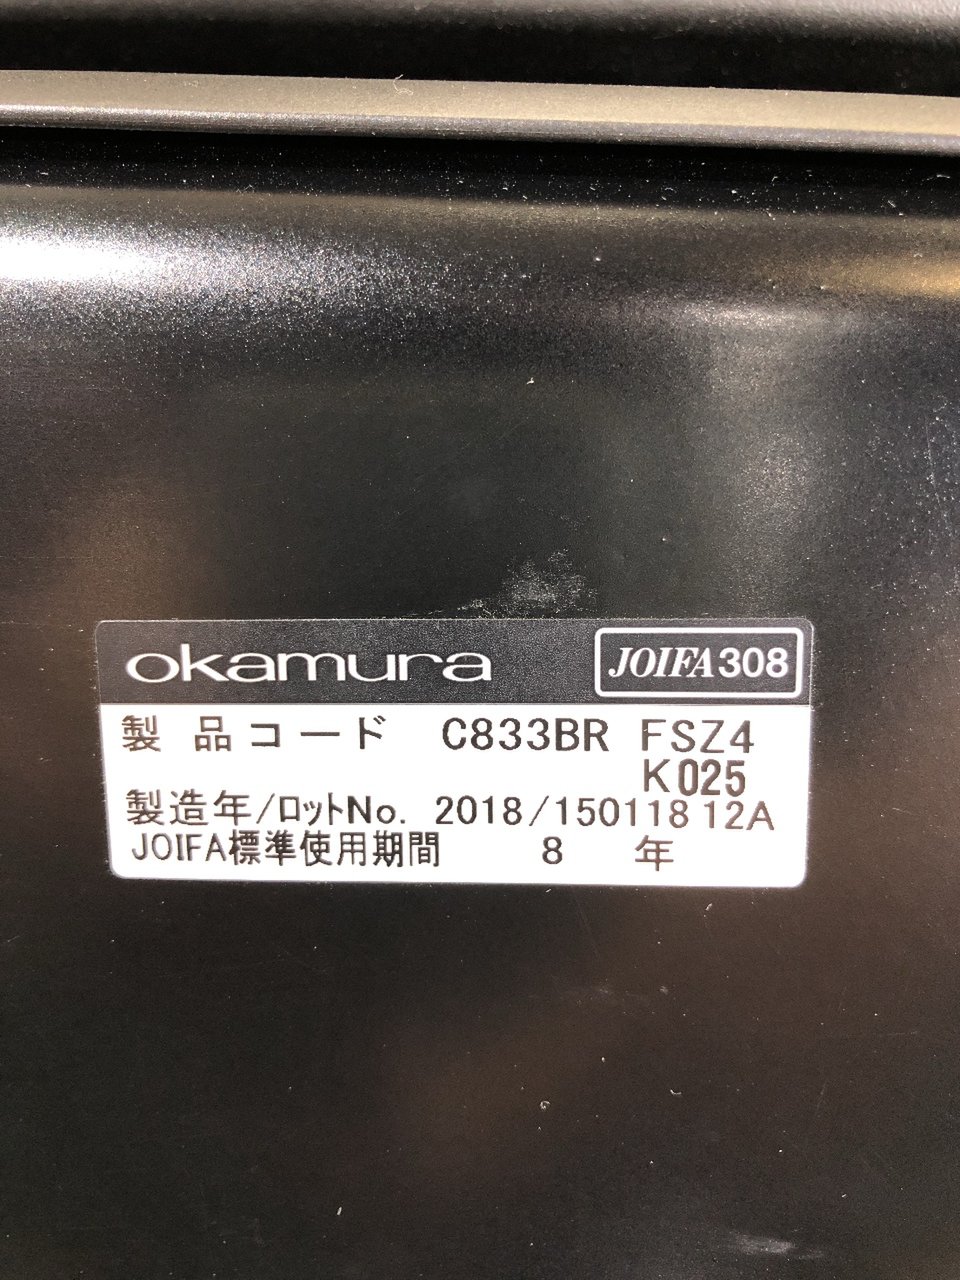 okamura JOIFA308
製品コード C833BR FSZ4
K025
製造年/ロットNo. 2018/150118 12A
JOIFA標準使用期間 8 年